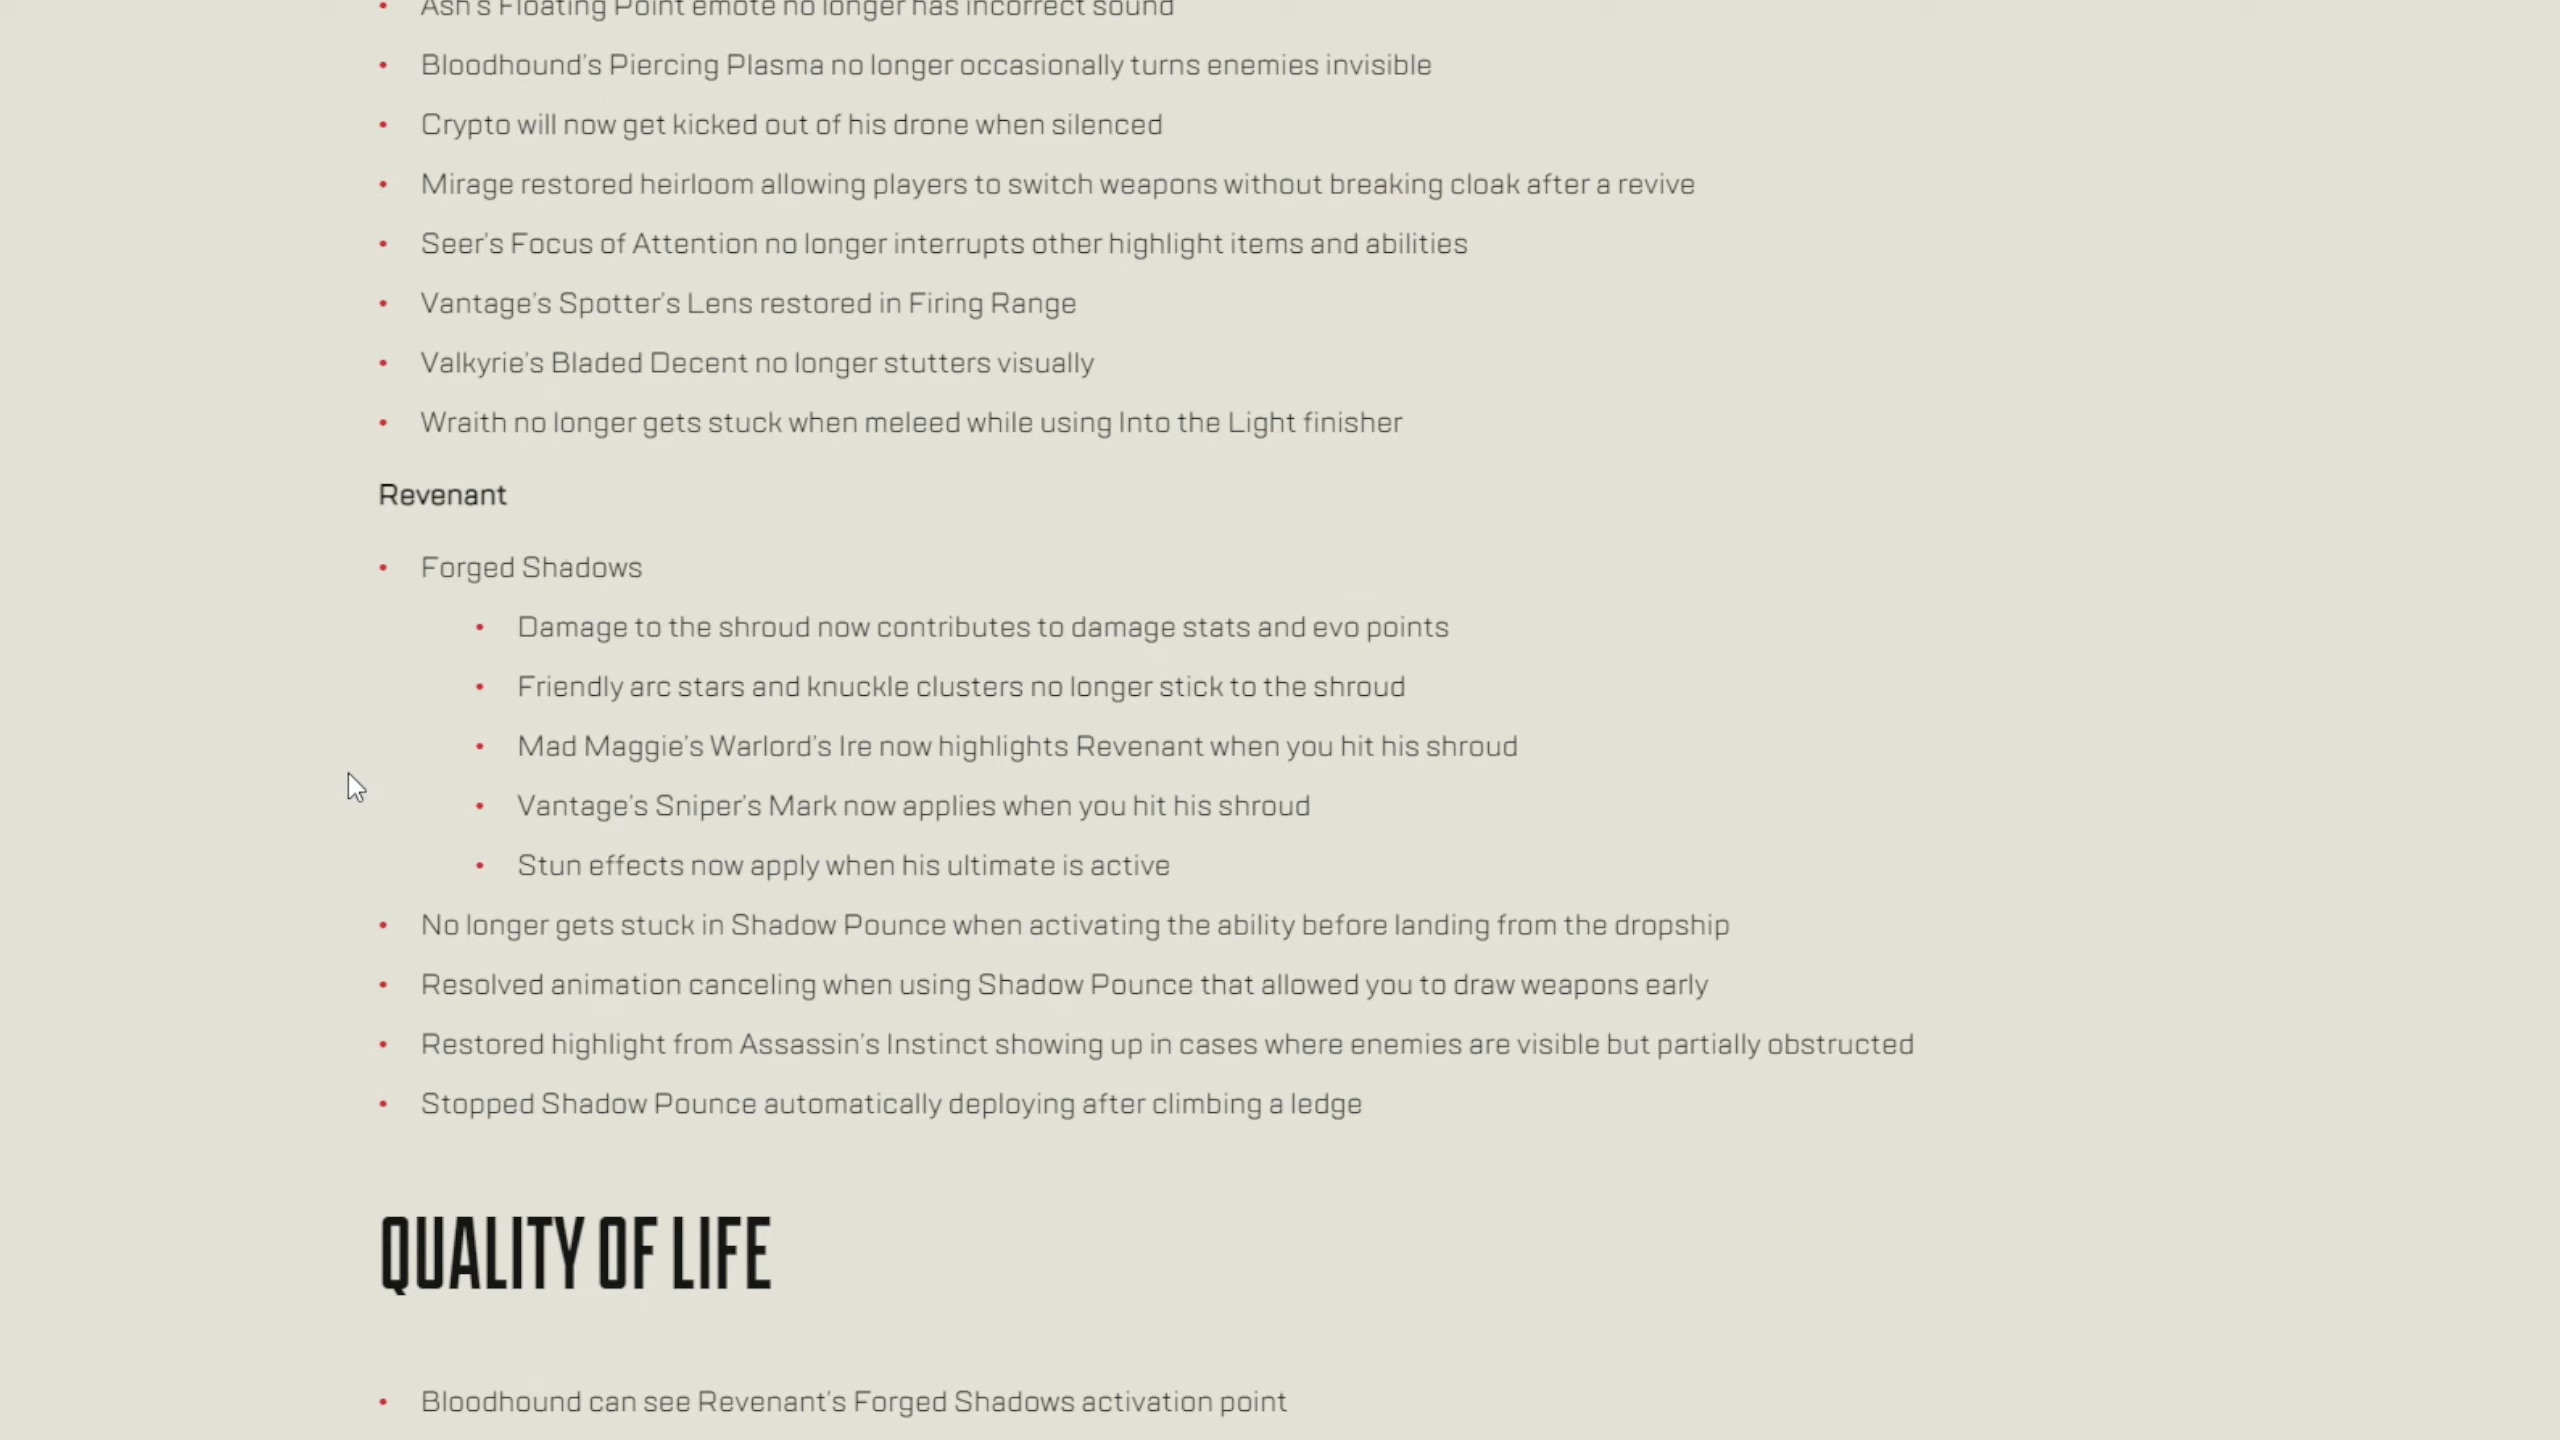 Ash's Floating Point emote no longer has incorrect sound
• Bloodhound's Piercing Plasma no longer occasionally turns enemies invisible
• Crypto will now get kicked out of his drone when silenced
• Mirage restored heirloom allowing players to switch weapons without breaking cloak after a revive
• Seer's Focus of Attention no longer interrupts other highlight items and abilities
• Vantage's Spotter's Lens restored in Firing Range
• Valkyrie's Bladed Decent no longer stutters visually
• Wraith no longer gets stuck when meleed while using Into the Light finisher
Revenant
• Forged Shadows
• Damage to the shroud now contributes to damage stats and evo points
• Friendly arc stars and knuckle clusters no longer stick to the shroud
• Mad Maggie's Warlord's Ire now highlights Revenant when you hit his shroud
• Vantage's Sniper's Mark now applies when you hit his shroud
• Stun effects now apply when his ultimate is active
• No longer gets stuck in Shadow Pounce when activating the ability before landing from the dropship
• Resolved animation canceling when using Shadow Pounce that allowed you to draw weapons early
• Restored highlight from Assassin's Instinct showing up in cases where enemies are visible but partially obstructed
• Stopped Shadow Pounce automatically deploying after climbing a ledge
QUALITY OF LIFE
• Bloodhound can see Revenant's Forged Shadows activation point